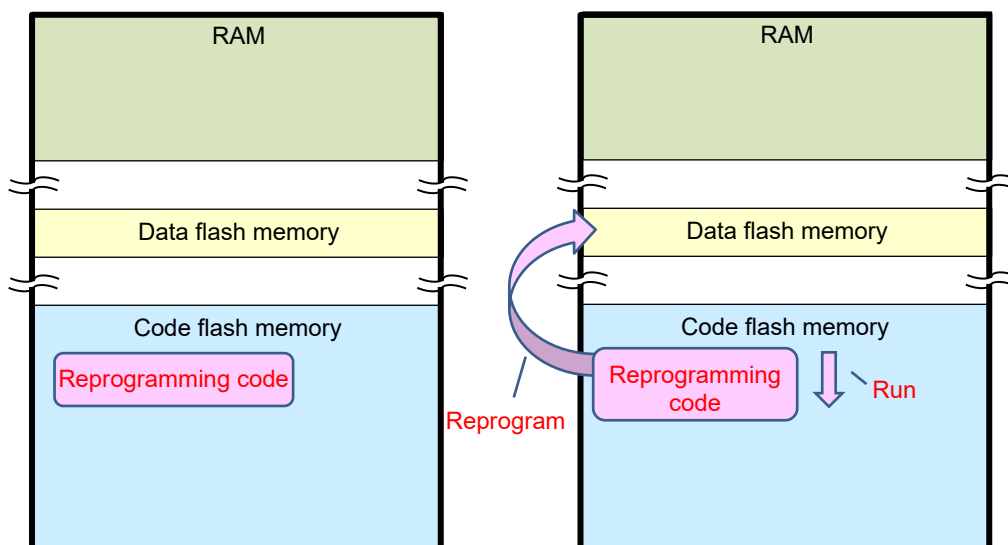 RAM
Data flash memory
Code flash memory
Reprogramming code
RAM
Data flash memory
Code flash memory
Reprogramming
code
Run
Reprogram